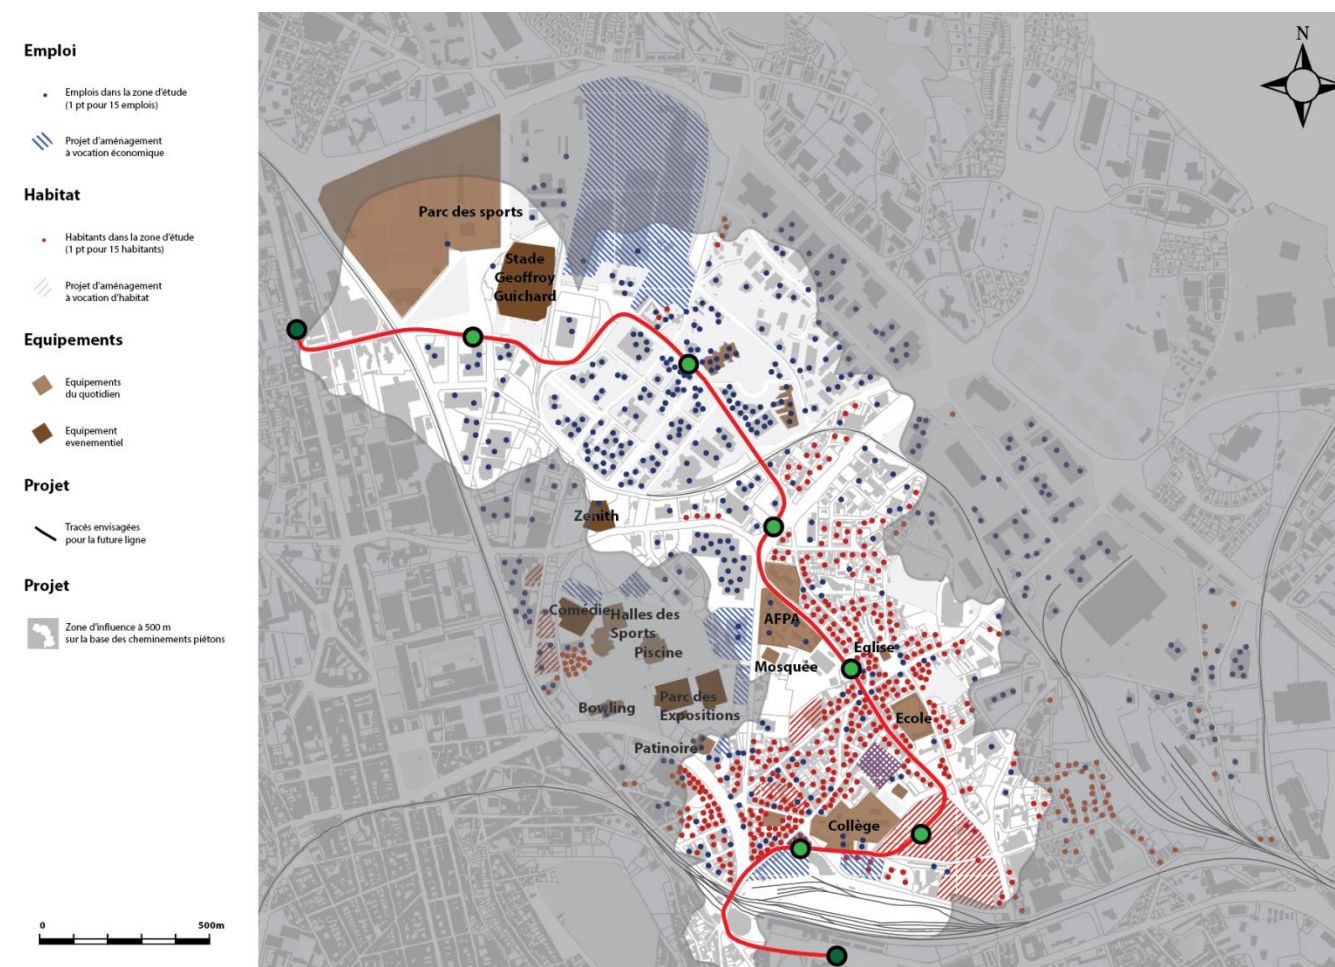 Emploi
Emplois dans la zone d'étude
(1 pt pour 15 emplois)
Projet d'aménagement
à vocation économique
Habitat
Habitants dans la zone d'étude
(1 pt pour 15 habitants)
Projet d'aménagement
à vocation d'habitat
Equipements
Equipements
du quotidien
Equipement
evenementiel
Projet
Tracés envisagées
pour la future ligne
Projet
Zone d'influence à 500 m
sur la base des cheminements piétons
0 500m
N
Parc des sports
Stade
Geoffroy
Guichard
Zenith
Comédie
Halles des
Sports
Piscine
AFPA
Église
Mosquée
Parc des
Expositions
Bowling
Ecole
Patinoire
Collège